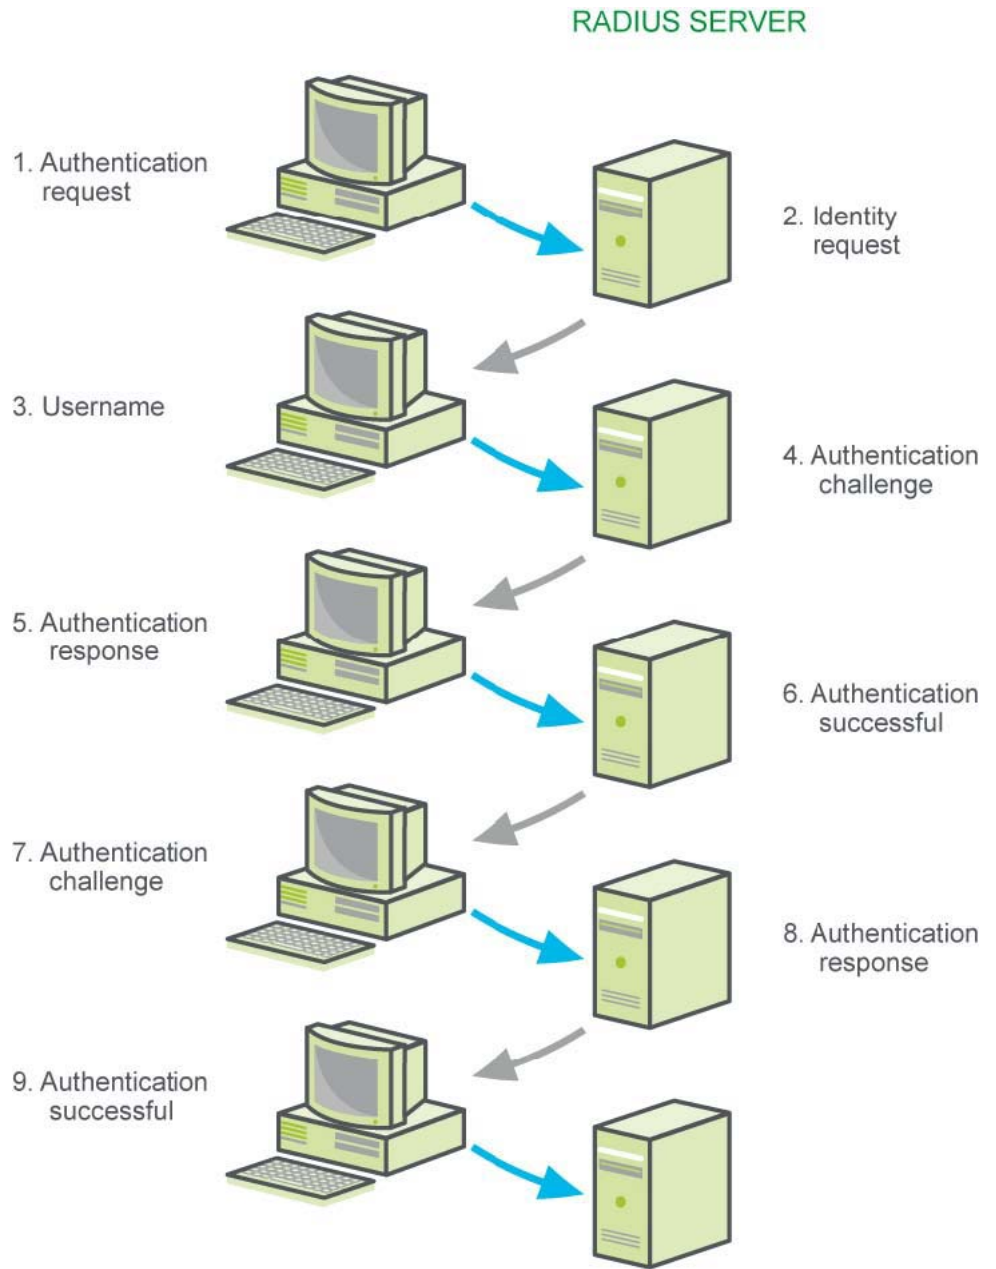 RADIUS SERVER
1. Authentication
request
2. Identity
request
3. Username
4. Authentication
challenge
5. Authentication
response
6. Authentication
successful
7. Authentication
challenge
8. Authentication
response
9. Authentication
successful